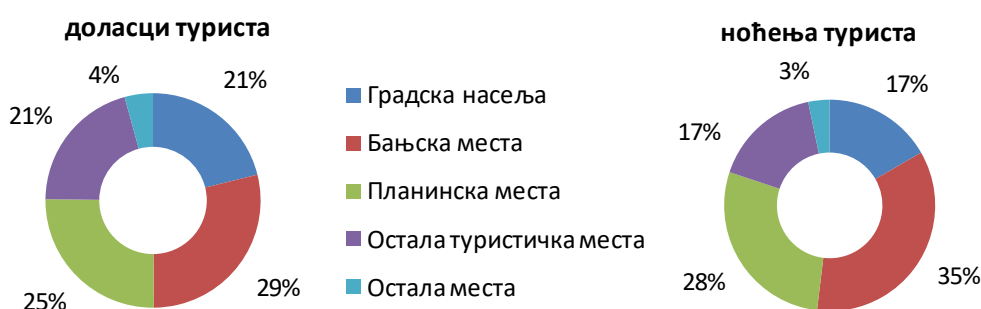 доласци туриста
4%
21%
21%
25%
29%
Градска насеља
Бањска места
Планинска места
Остала туристичка места
Остала места
ноћења туриста
3%
17%
17%
28%
35%